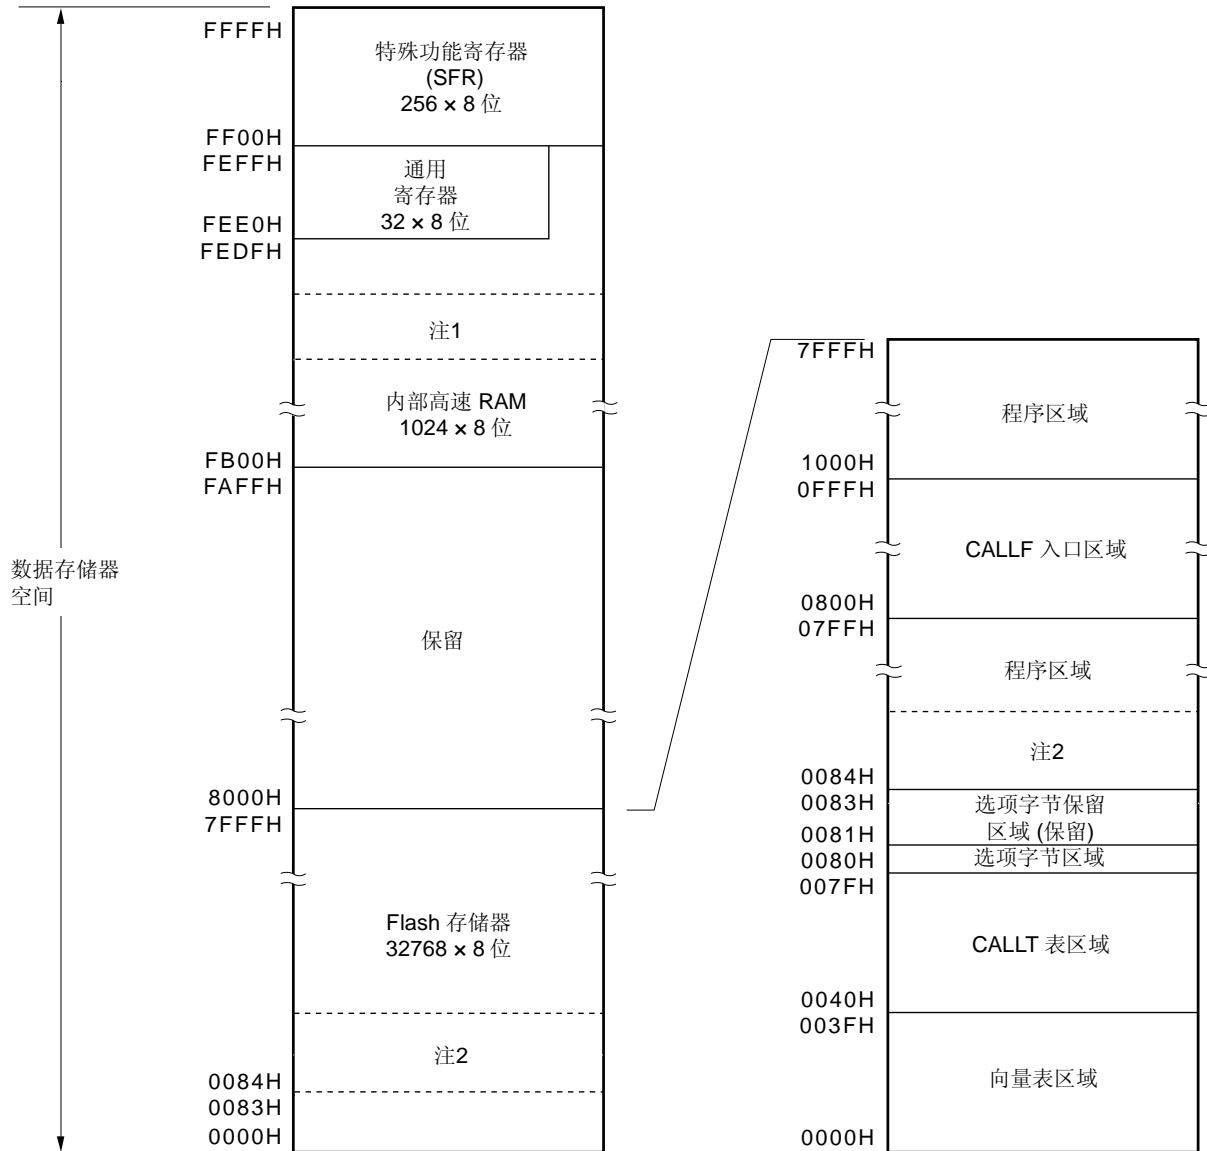 FFFFH
特殊功能寄存器
(SFR)
256 × 8 位
FF00H
FEFFH
通用
寄存器
32 × 8 位
FEE0H
FEDFH
注1
内部高速 RAM
1024 × 8 位
FB00H
FAFFH
数据存储器
空间
保留
8000H
7FFFH
Flash 存储器
32768 × 8 位
注2
0084H
0083H
0000H
7FFFH
程序区域
1000H
0FFFH
CALLF 入口区域
0800H
07FFH
程序区域
注2
0084H
0083H
选项字节保留
区域 (保留)
0081H
0080H
选项字节区域
007FH
CALLT 表区域
0040H
003FH
向量表区域
0000H